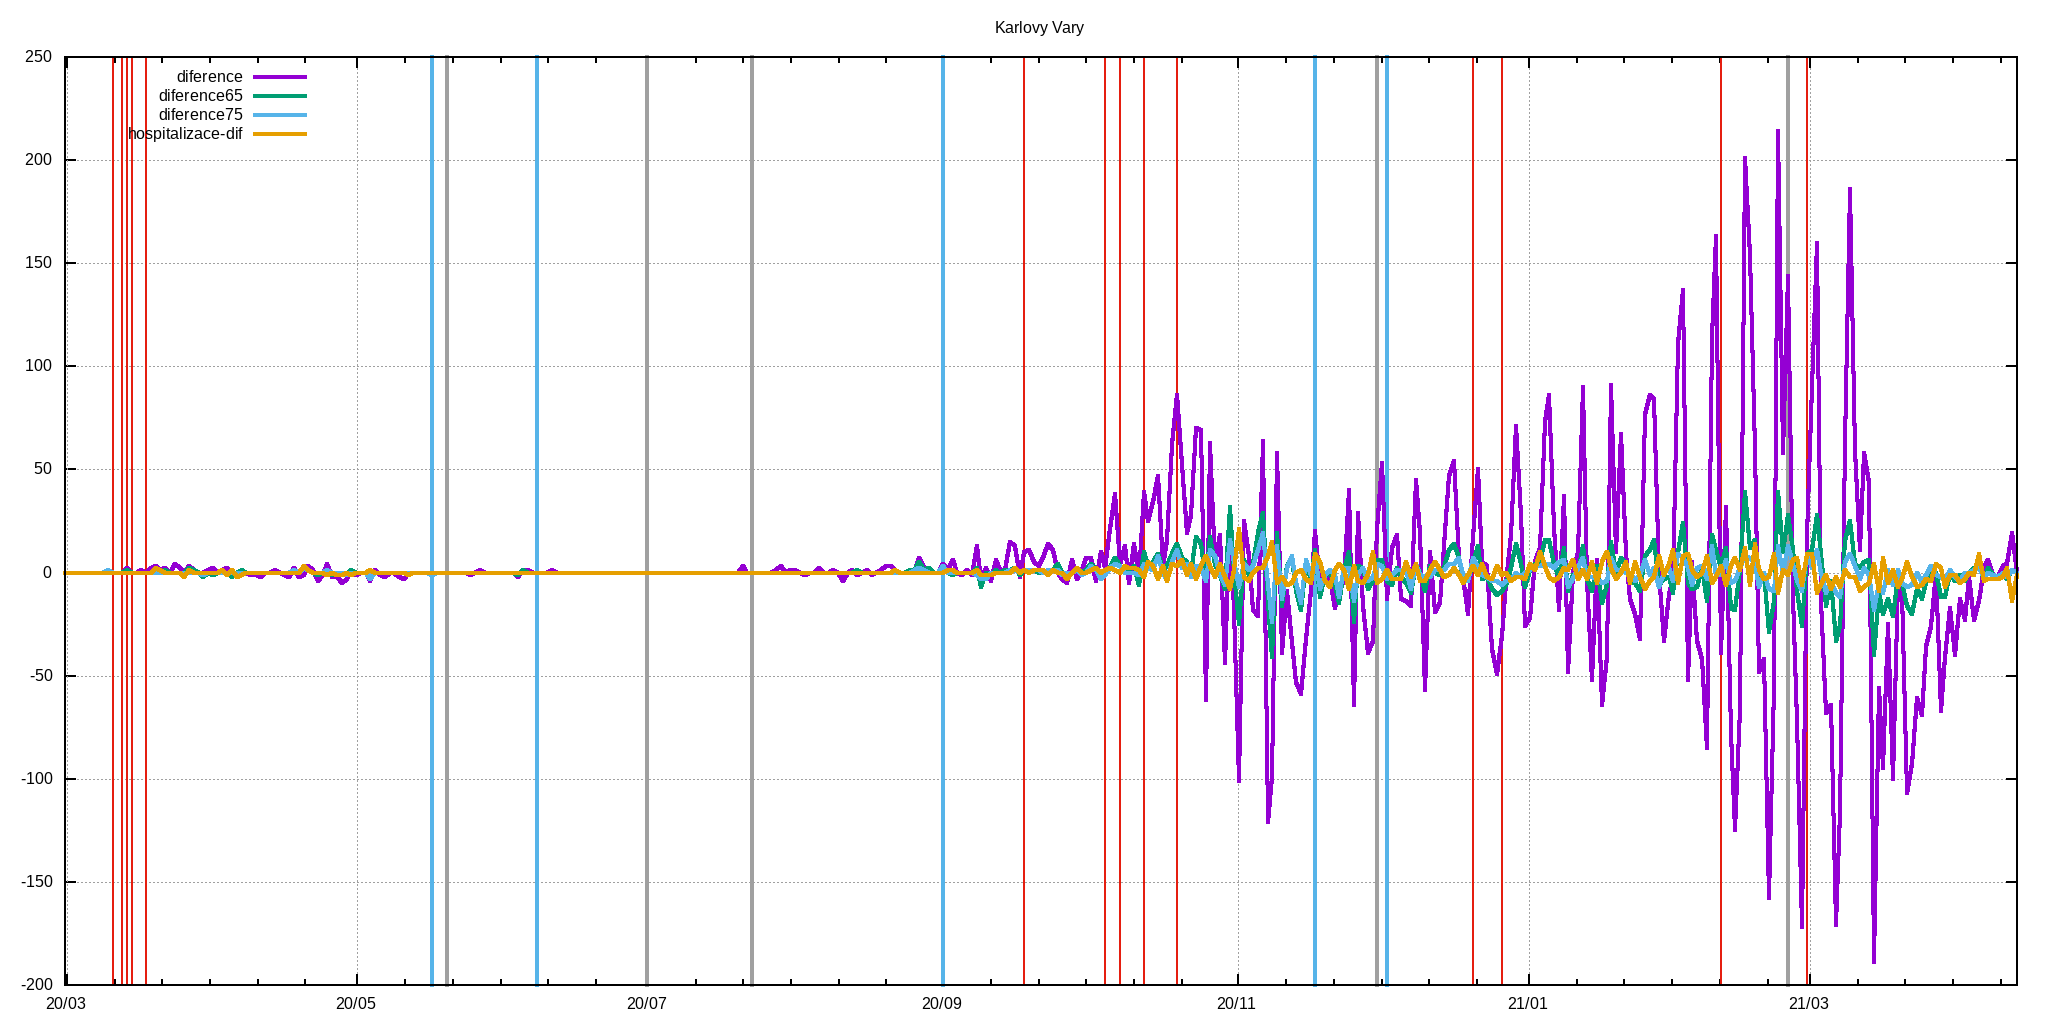 Karlovy Vary
250
200
150
100
50
0
-50
-100
-150
-200
diference
diference65
diference75
hospitalizace-dif
20/03 20/05 20/07 20/09 20/11 21/01 21/03